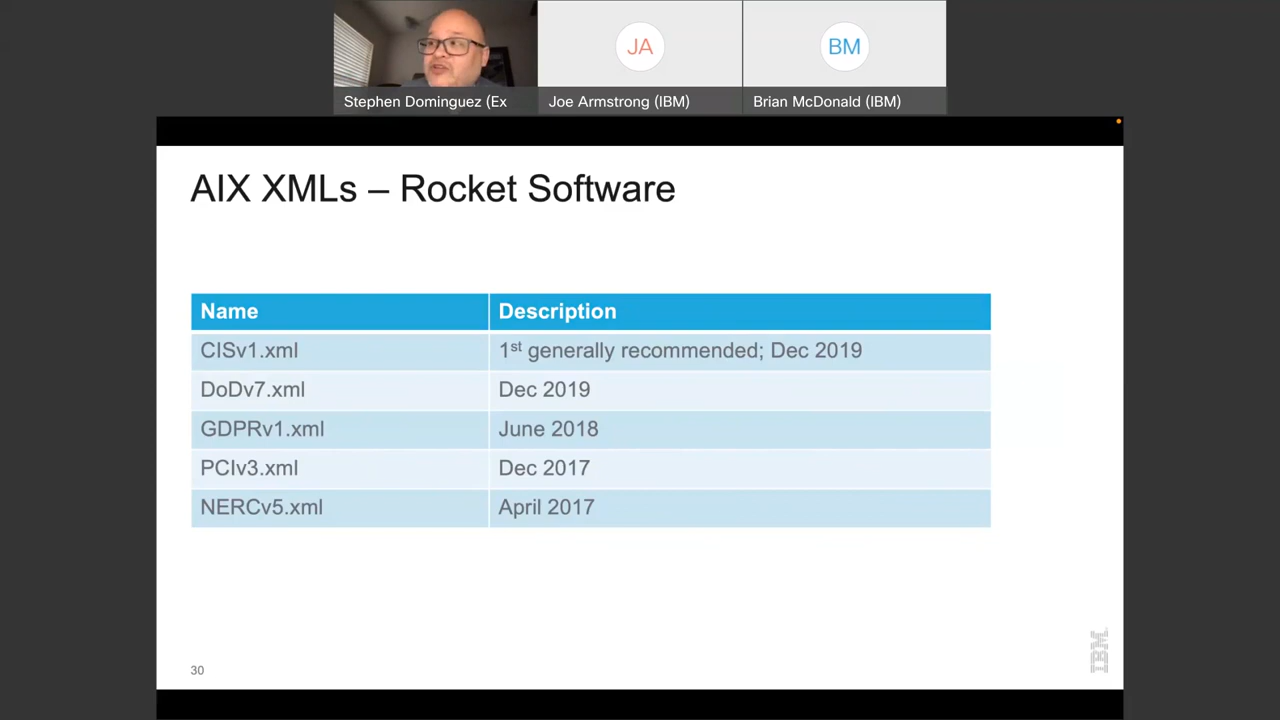 JA
BM
Stephen Dominguez (Ex
Joe Armstrong (IBM)
Brian McDonald (IBM)
AIX XMLs – Rocket Software
Name Description
CISv1.xml 1st generally recommended; Dec 2019
DoDv7.xml Dec 2019
GDPRv1.xml June 2018
PCIv3.xml Dec 2017
NERCv5.xml April 2017
30
IBM